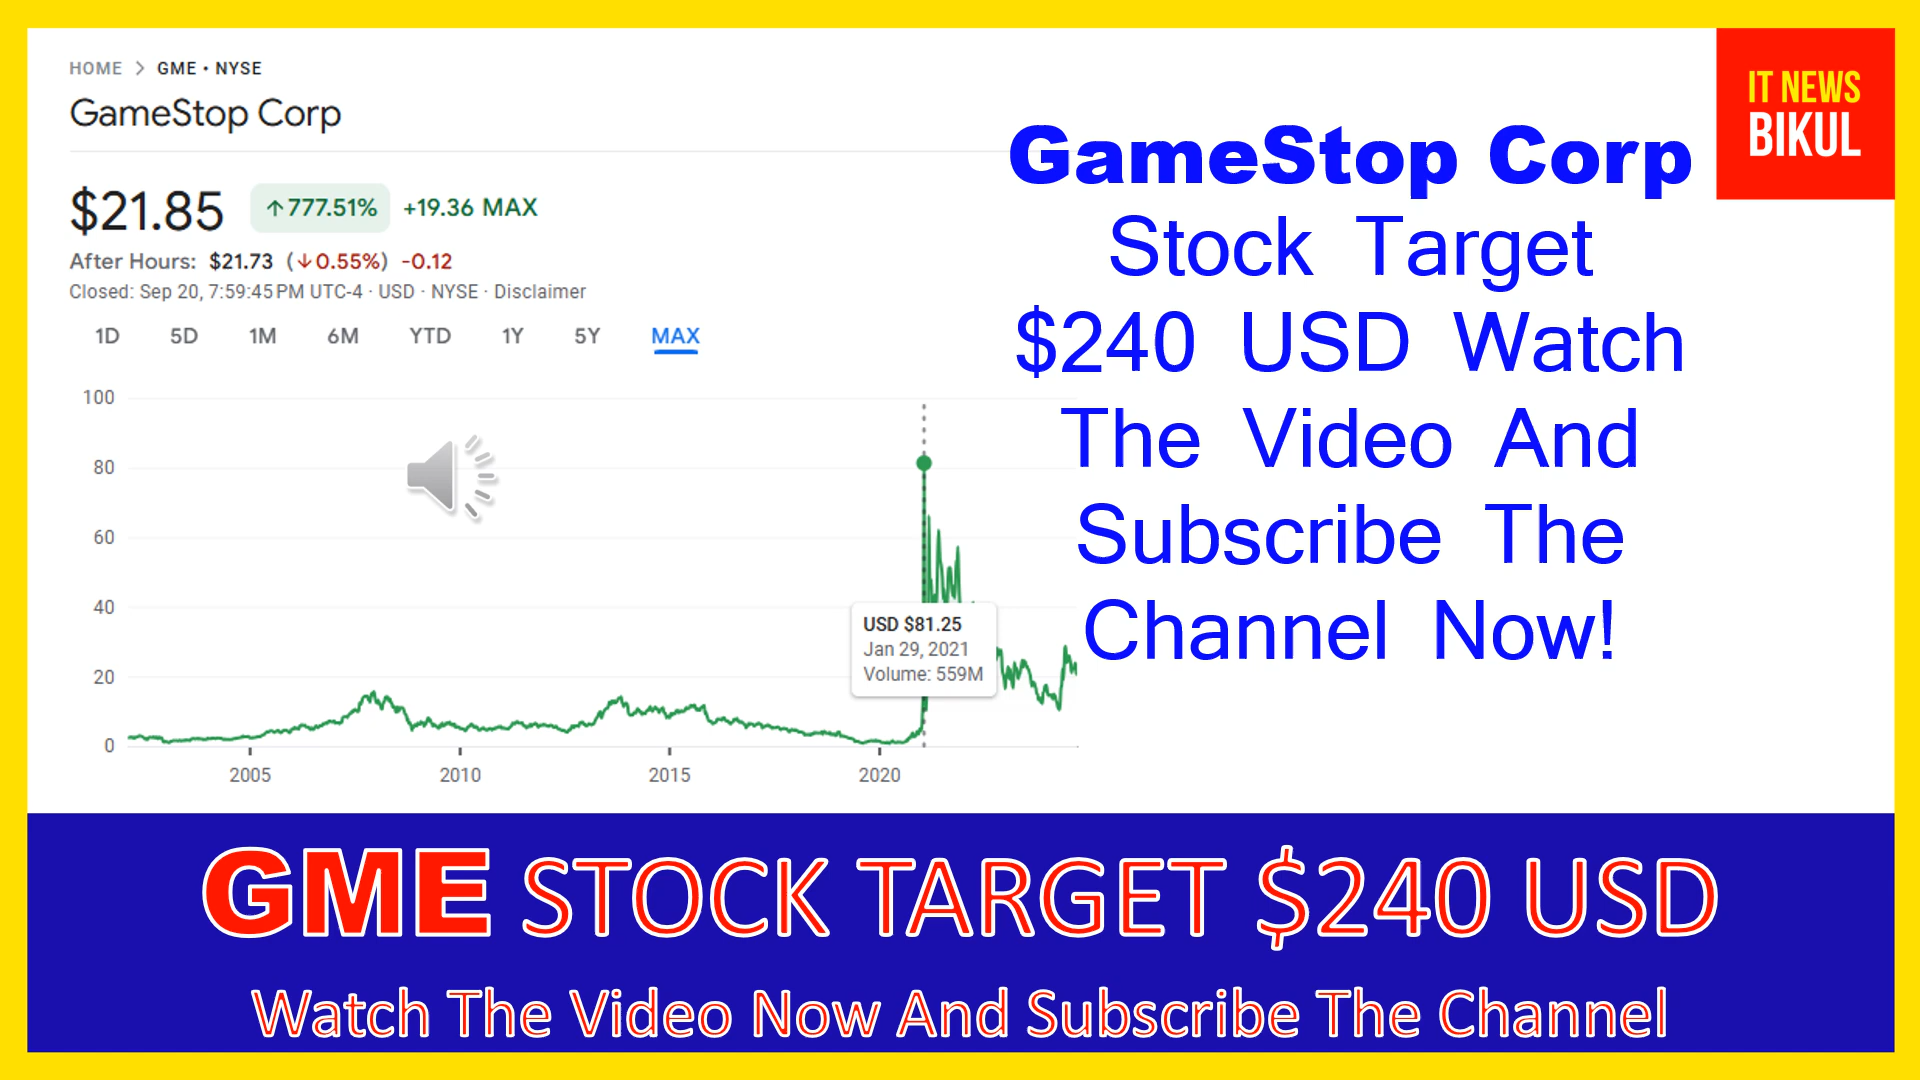 HOME > GME • NYSE
GameStop Corp
$21.85 ↑777.51% +19.36 MAX
After Hours: $21.73 (↓0.55%) -0.12
Closed: Sep 20, 7:59:45 PM UTC-4 · USD · NYSE · Disclaimer
1D 5D 1M 6M YTD 1Y 5Y MAX
100
80
60
40
20
0
USD $81.25
Jan 29, 2021
Volume: 559M
2005 2010 2015 2020
GameStop Corp
Stock Target
$240 USD Watch
The Video And
Subscribe The
Channel Now!
IT NEWS
BIKUL
GME STOCK TARGET $240 USD
Watch The Video Now And Subscribe The Channel